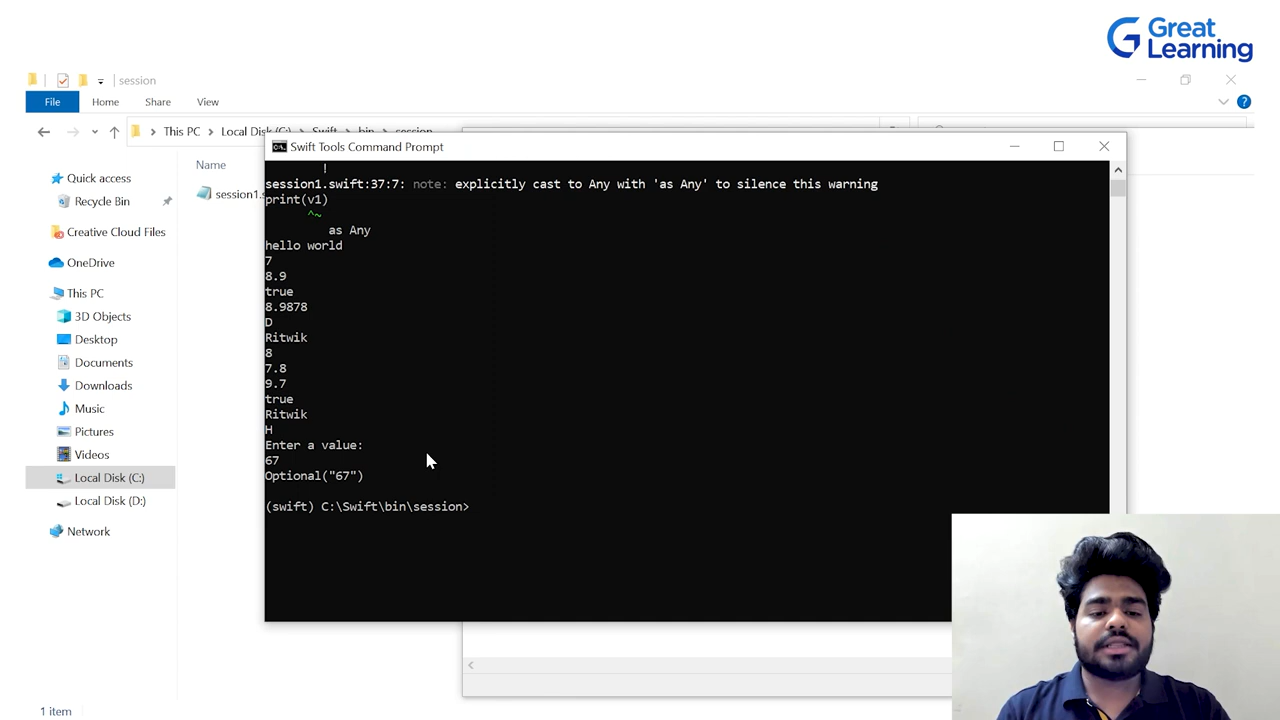 Great
Learning
session
File
Home
Share
View
This PC
Local Disk (C:)
Swift
bin
session
Name
session1.s
Quick access
Recycle Bin
Creative Cloud Files
OneDrive
This PC
3D Objects
Desktop
Documents
Downloads
Music
Pictures
Videos
Local Disk (C:)
Local Disk (D:)
Network
1 item
Swift Tools Command Prompt
!
session1.swift:37:7: note: explicitly cast to Any with 'as Any' to silence this warning
print(v1)
^~
as Any
hello world
7
8.9
true
8.9878
D
Ritwik
8
7.8
9.7
true
Ritwik
H
Enter a value:
67
Optional("67")
(swift) C:\Swift\bin\session>